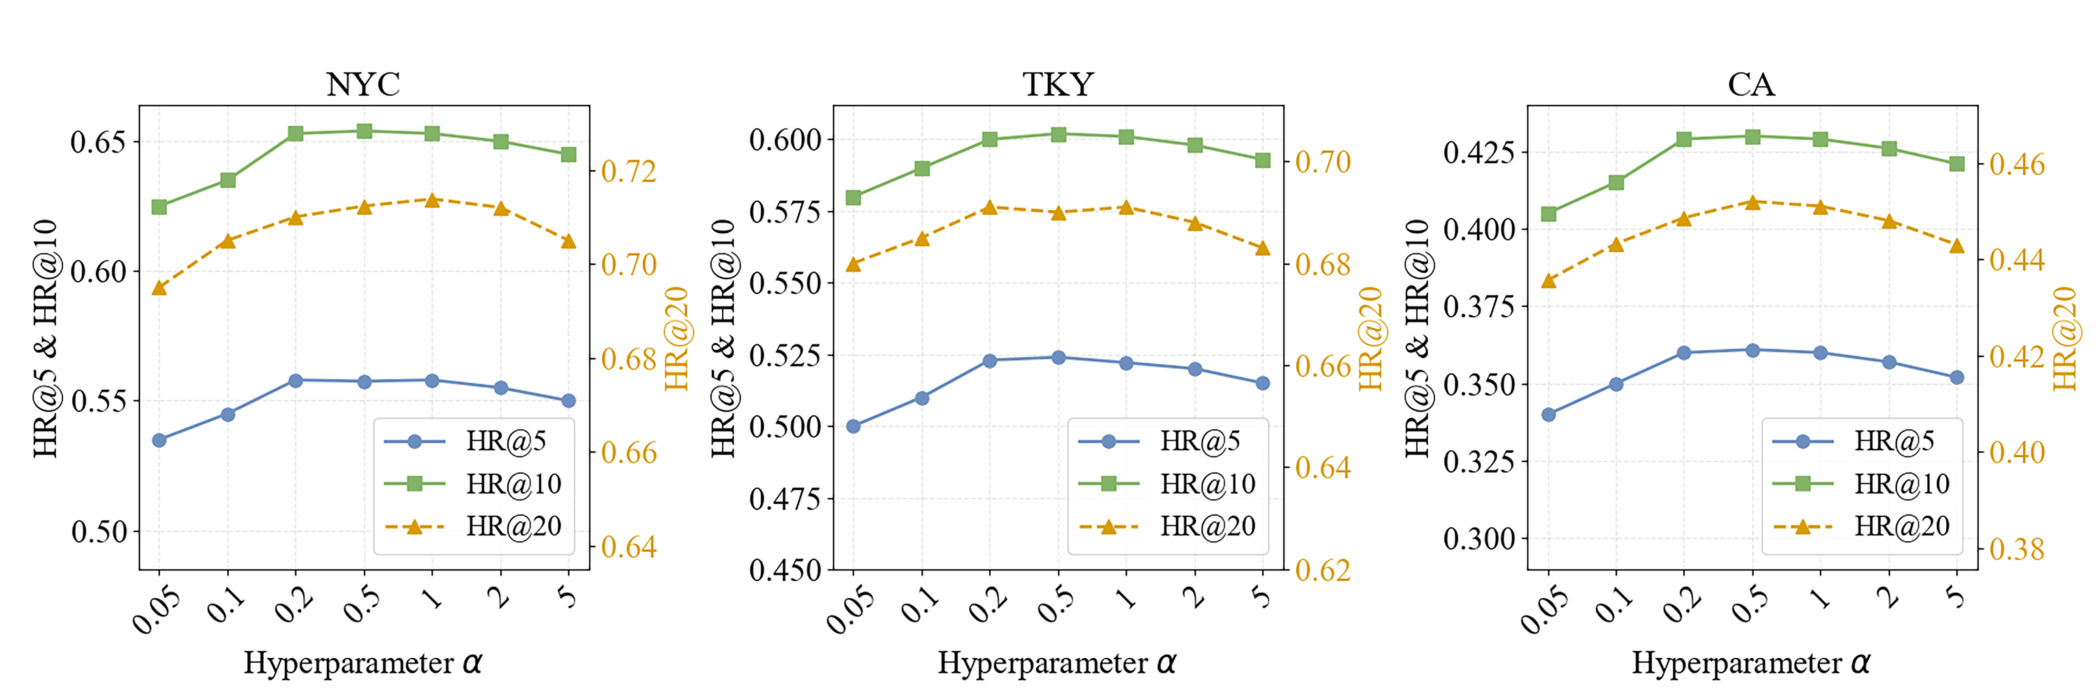 NYC
HR@5 & HR@10
0.65
0.60
0.55
0.50
0.72
0.70
0.68
0.66
0.64
HR@20
HR@5
HR@10
HR@20
0.05 0.1 0.2 0.5 1 2 5
Hyperparameter α
TKY
HR@5 & HR@10
0.600
0.575
0.550
0.525
0.500
0.475
0.450
0.70
0.68
0.66
0.64
0.62
HR@20
HR@5
HR@10
HR@20
0.05 0.1 0.2 0.5 1 2 5
Hyperparameter α
CA
HR@5 & HR@10
0.425
0.400
0.375
0.350
0.325
0.300
0.46
0.44
0.42
0.40
0.38
HR@20
HR@5
HR@10
HR@20
0.05 0.1 0.2 0.5 1 2 5
Hyperparameter α